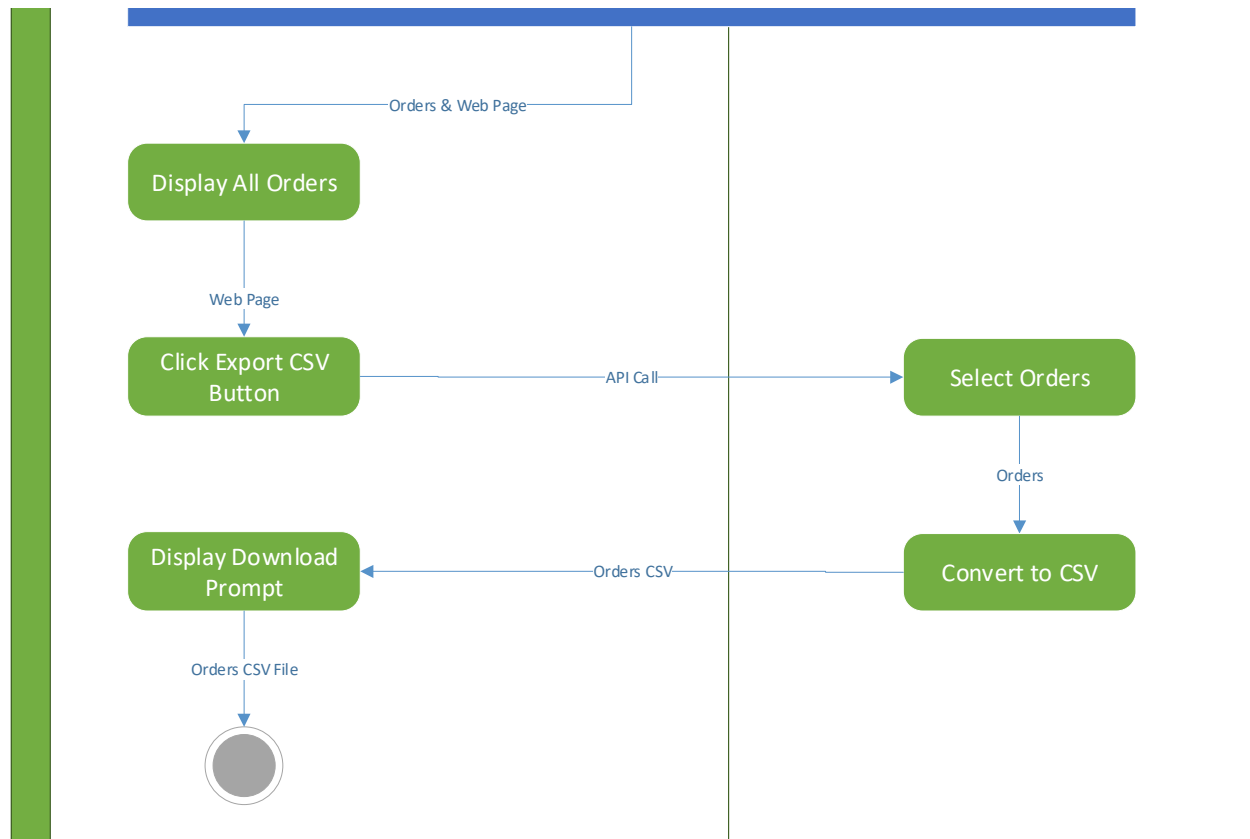 Orders & Web Page
Display All Orders
Web Page
Click Export CSV
Button
API Call
Select Orders
Orders
Display Download
Prompt
Orders CSV
Convert to CSV
Orders CSV File